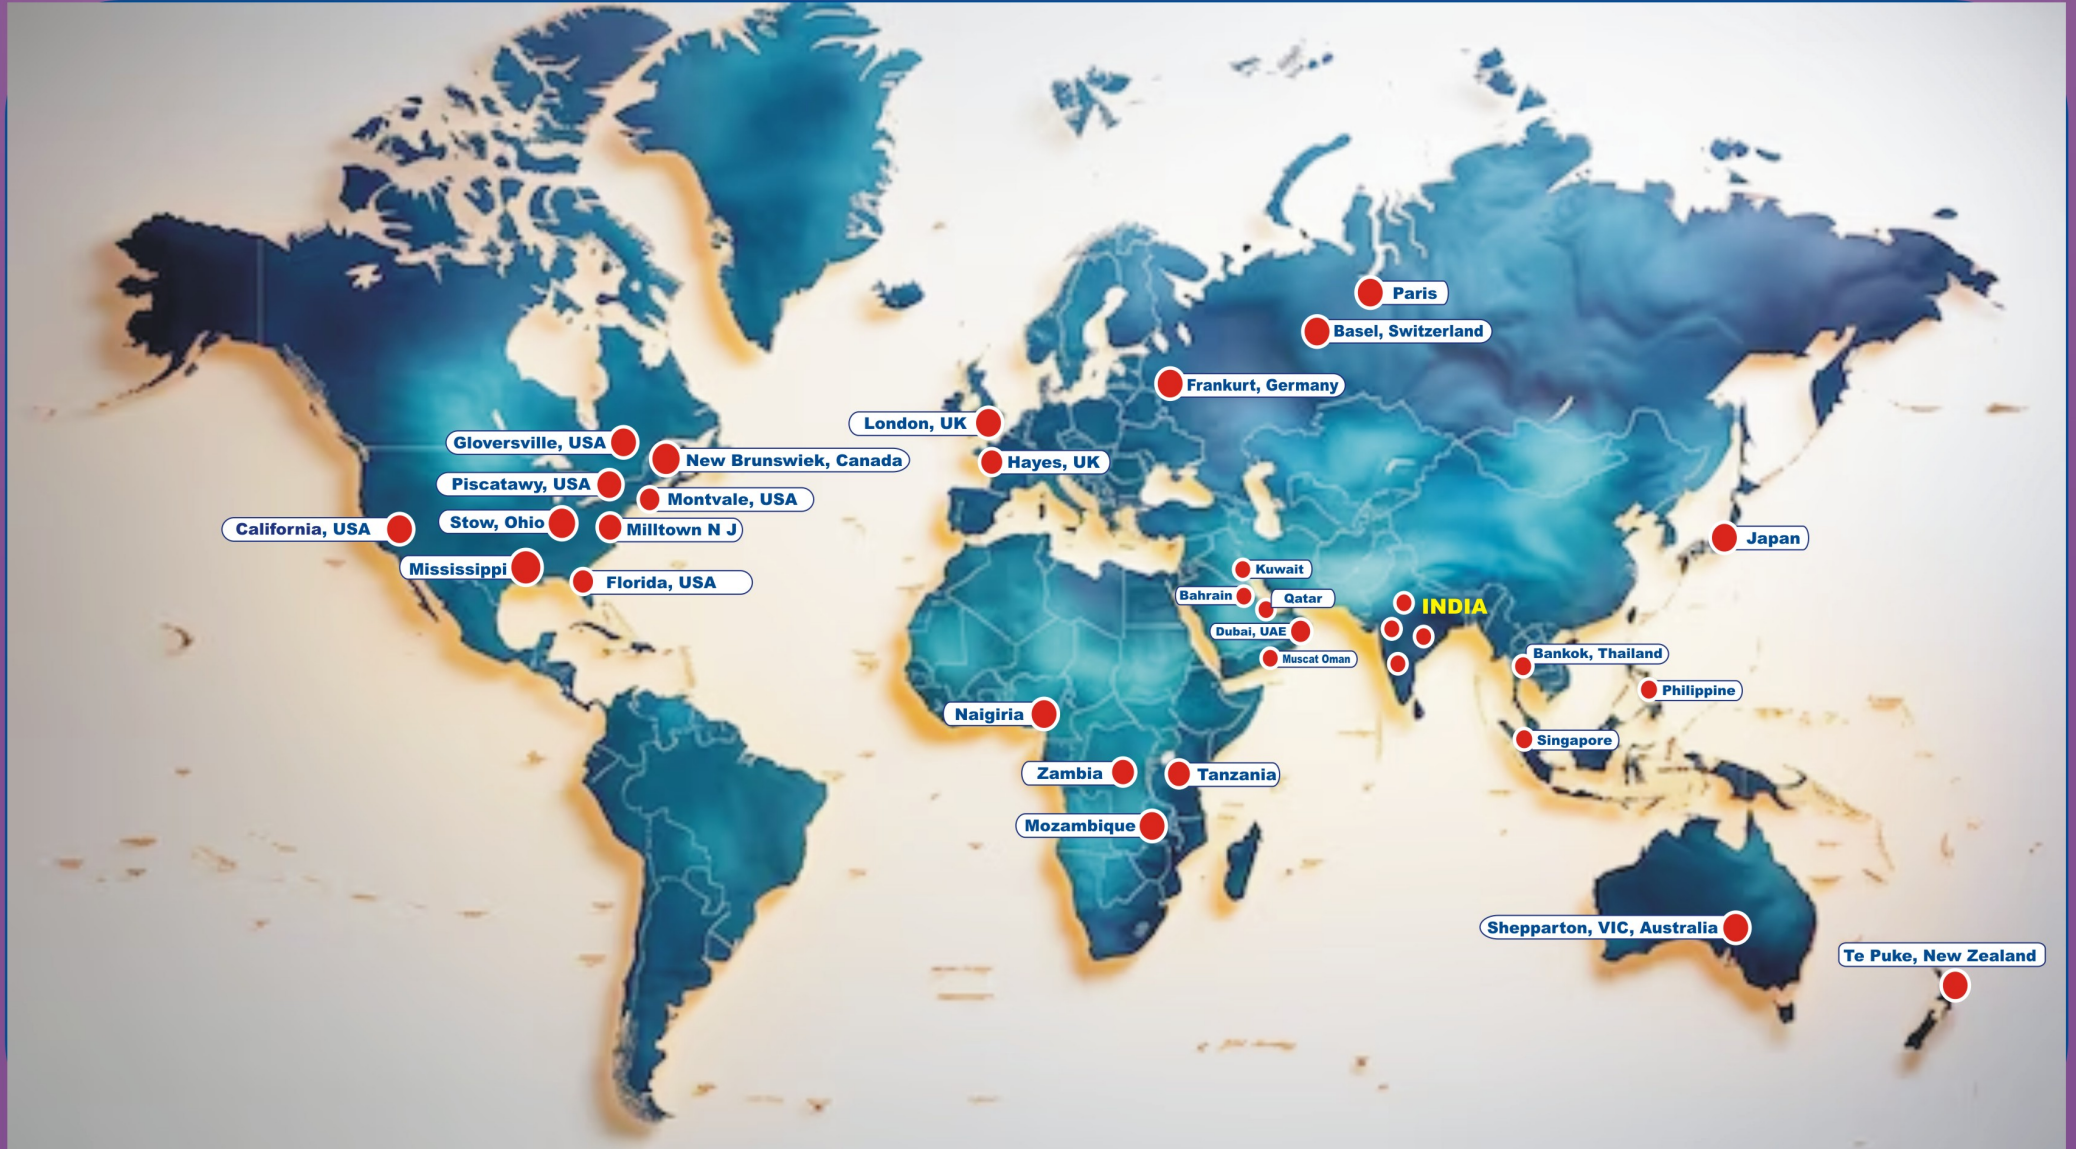 Paris
Basel, Switzerland
Frankurt, Germany
London, UK
Gloversville, USA
New Brunswiek, Canada
Hayes, UK
Piscatawy, USA
Montvale, USA
Stow, Ohio
California, USA
Milltown N J
Japan
Mississippi
Kuwait
Florida, USA
Bahrain
Qatar
INDIA
Dubai, UAE
Muscat Oman
Bankok, Thailand
Philippine
Naigiria
Singapore
Zambia
Tanzania
Mozambique
Shepparton, VIC, Australia
Te Puke, New Zealand